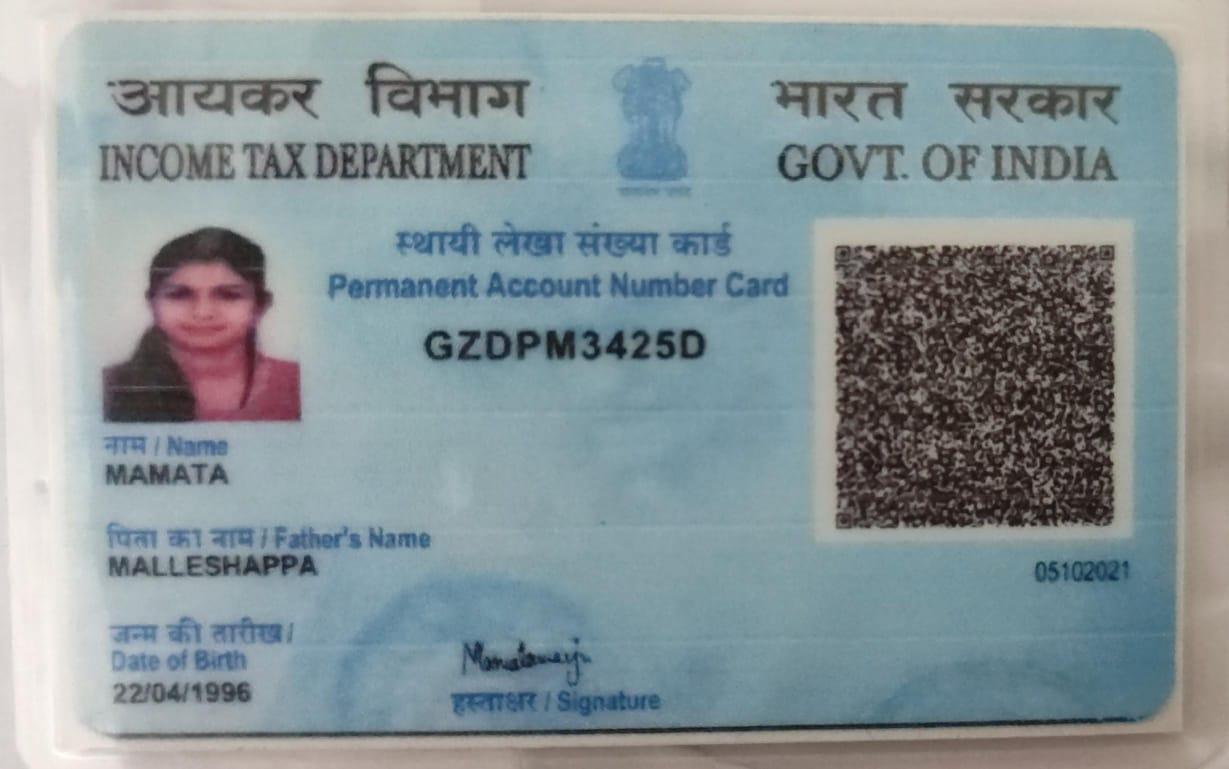 आयकर विभाग
INCOME TAX DEPARTMENT
भारत सरकार
GOVT. OF INDIA
स्थायी लेखा संख्या कार्ड
Permanent Account Number Card
GZDPM3425D
नाम / Name
MAMATA
पिता का नाम / Father's Name
MALLESHAPPA
05102021
जन्म की तारीख /
Date of Birth
22/04/1996
हस्ताक्षर / Signature